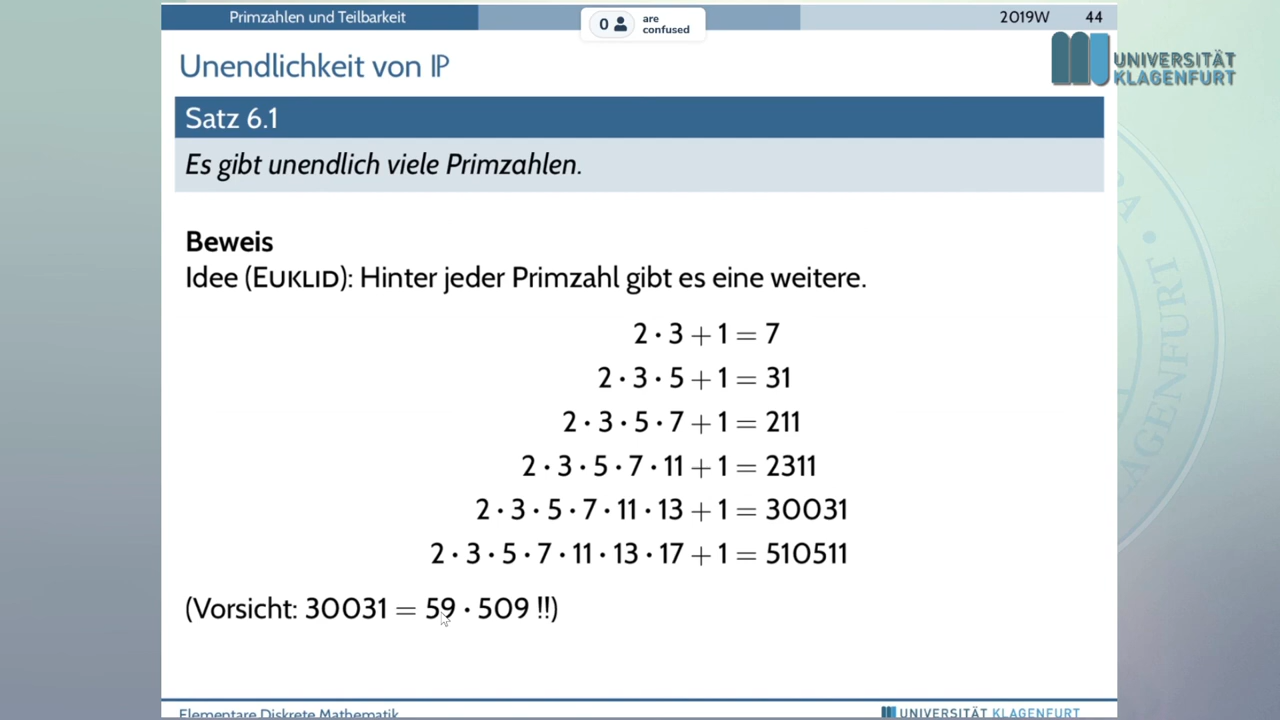 Primzahlen und Teilbarkeit
0 are confused
2019W 44
Unendlichkeit von ℙ
UNIVERSITÄT
KLAGENFURT
Satz 6.1
Es gibt unendlich viele Primzahlen.
Beweis
Idee (EUKLID): Hinter jeder Primzahl gibt es eine weitere.
2 · 3 + 1 = 7
2 · 3 · 5 + 1 = 31
2 · 3 · 5 · 7 + 1 = 211
2 · 3 · 5 · 7 · 11 + 1 = 2311
2 · 3 · 5 · 7 · 11 · 13 + 1 = 30031
2 · 3 · 5 · 7 · 11 · 13 · 17 + 1 = 510511
(Vorsicht: 30031 = 59 · 509 !!)
Elementare Diskrete Mathematik
UNIVERSITÄT KLAGENFURT